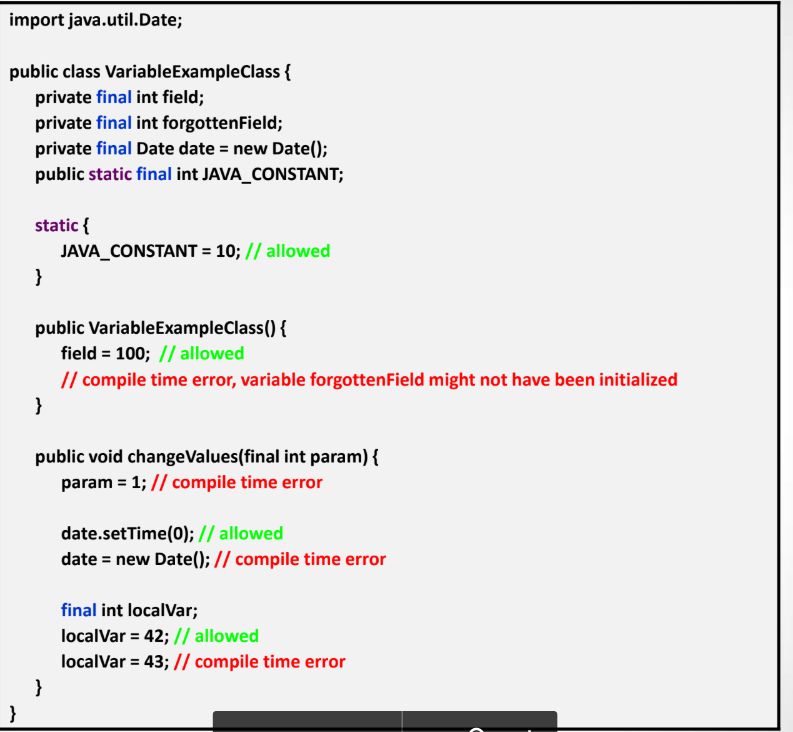 import java.util.Date;
public class VariableExampleClass {
private final int field;
private final int forgottenField;
private final Date date = new Date();
public static final int JAVA_CONSTANT;
static {
JAVA_CONSTANT = 10; // allowed
}
public VariableExampleClass() {
field = 100;  // allowed
// compile time error, variable forgottenField might not have been initialized
}
public void changeValues(final int param) {
param = 1; // compile time error
date.setTime(0); // allowed
date = new Date(); // compile time error
final int localVar;
localVar = 42; // allowed
localVar = 43; // compile time error
}
}